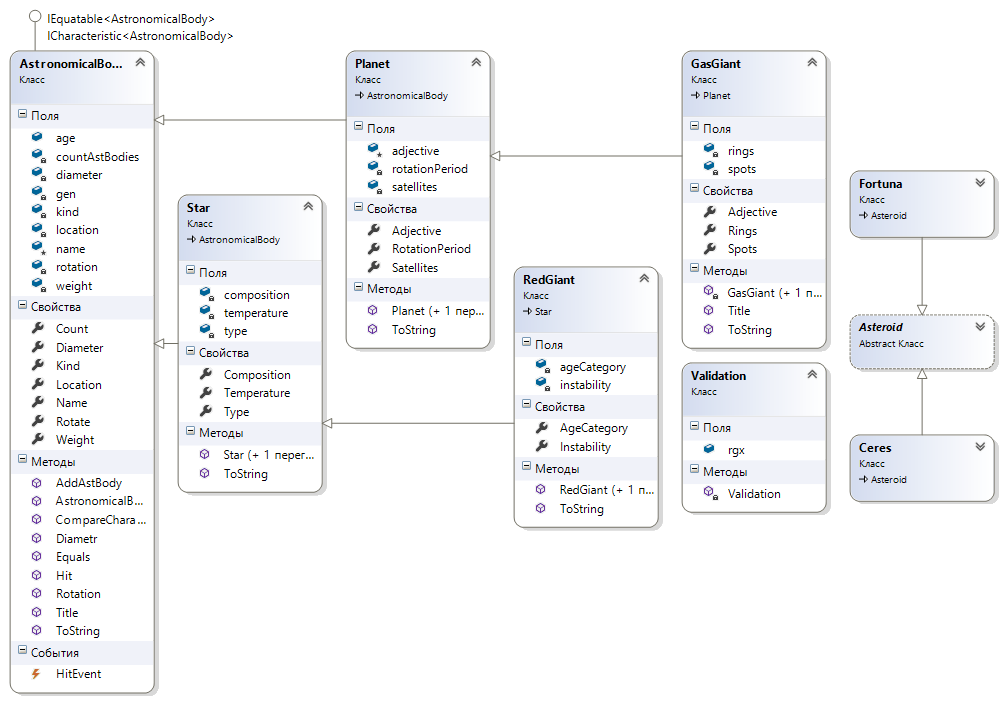 IEquatable<AstronomicalBody>
ICharacteristic<AstronomicalBody>
AstronomicalBo...
Класс
Поля
age
countAstBodies
diameter
gen
kind
location
name
rotation
weight
Свойства
Count
Diameter
Kind
Location
Name
Rotate
Weight
Методы
AddAstBody
AstronomicalB...
CompareChara...
Diametr
Equals
Hit
Rotation
Title
ToString
События
HitEvent
Star
Класс
AstronomicalBody
Поля
composition
temperature
type
Свойства
Composition
Temperature
Type
Методы
Star (+ 1 перег...
ToString
Planet
Класс
AstronomicalBody
Поля
adjective
rotationPeriod
satellites
Свойства
Adjective
RotationPeriod
Satellites
Методы
Planet (+ 1 пер...
ToString
RedGiant
Класс
Star
Поля
ageCategory
instability
Свойства
AgeCategory
Instability
Методы
RedGiant (+ 1 п...
ToString
GasGiant
Класс
Planet
Поля
rings
spots
Свойства
Adjective
Rings
Spots
Методы
GasGiant (+ 1 п...
Title
ToString
Validation
Класс
Поля
rgx
Методы
Validation
Fortuna
Класс
Asteroid
Asteroid
Abstract Класс
Ceres
Класс
Asteroid